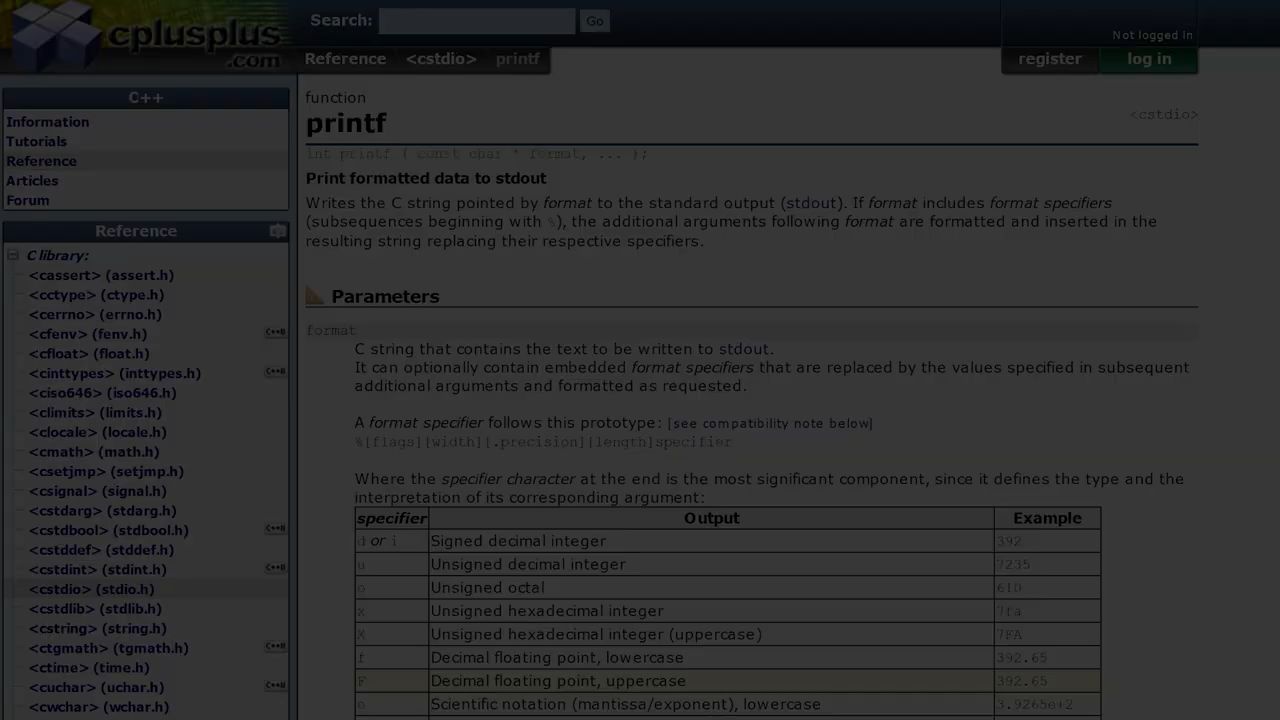 cplusplus
.com
Search:
Go
Not logged in
Reference <cstdio> printf
register log in
C++
Information
Tutorials
Reference
Articles
Forum
Reference
C library:
<cassert> (assert.h)
<cctype> (ctype.h)
<cerrno> (errno.h)
<cfenv> (fenv.h)
<cfloat> (float.h)
<cinttypes> (inttypes.h)
<ciso646> (iso646.h)
<climits> (limits.h)
<clocale> (locale.h)
<cmath> (math.h)
<csetjmp> (setjmp.h)
<csignal> (signal.h)
<cstdarg> (stdarg.h)
<cstdbool> (stdbool.h)
<cstddef> (stddef.h)
<cstdint> (stdint.h)
<cstdio> (stdio.h)
<cstdlib> (stdlib.h)
<cstring> (string.h)
<ctgmath> (tgmath.h)
<ctime> (time.h)
<cuchar> (uchar.h)
<cwchar> (wchar.h)
function
printf
<cstdio>
int printf ( const char * format, ... );
Print formatted data to stdout
Writes the C string pointed by format to the standard output (stdout). If format includes format specifiers
(subsequences beginning with %), the additional arguments following format are formatted and inserted in the
resulting string replacing their respective specifiers.
Parameters
format
C string that contains the text to be written to stdout.
It can optionally contain embedded format specifiers that are replaced by the values specified in subsequent
additional arguments and formatted as requested.
A format specifier follows this prototype: [see compatibility note below]
%[flags][width][.precision][length]specifier
Where the specifier character at the end is the most significant component, since it defines the type and the
interpretation of its corresponding argument:
specifier Output Example
d or i Signed decimal integer 392
u Unsigned decimal integer 7235
o Unsigned octal 610
x Unsigned hexadecimal integer 7fa
X Unsigned hexadecimal integer (uppercase) 7FA
f Decimal floating point, lowercase 392.65
F Decimal floating point, uppercase 392.65
e Scientific notation (mantissa/exponent), lowercase 3.9265e+2